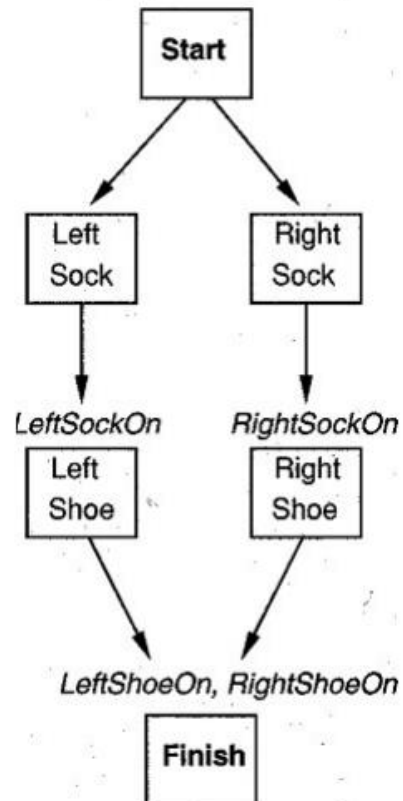 Start
Left
Sock
Right
Sock
LeftSockOn
RightSockOn
Left
Shoe
Right
Shoe
LeftShoeOn, RightShoeOn
Finish